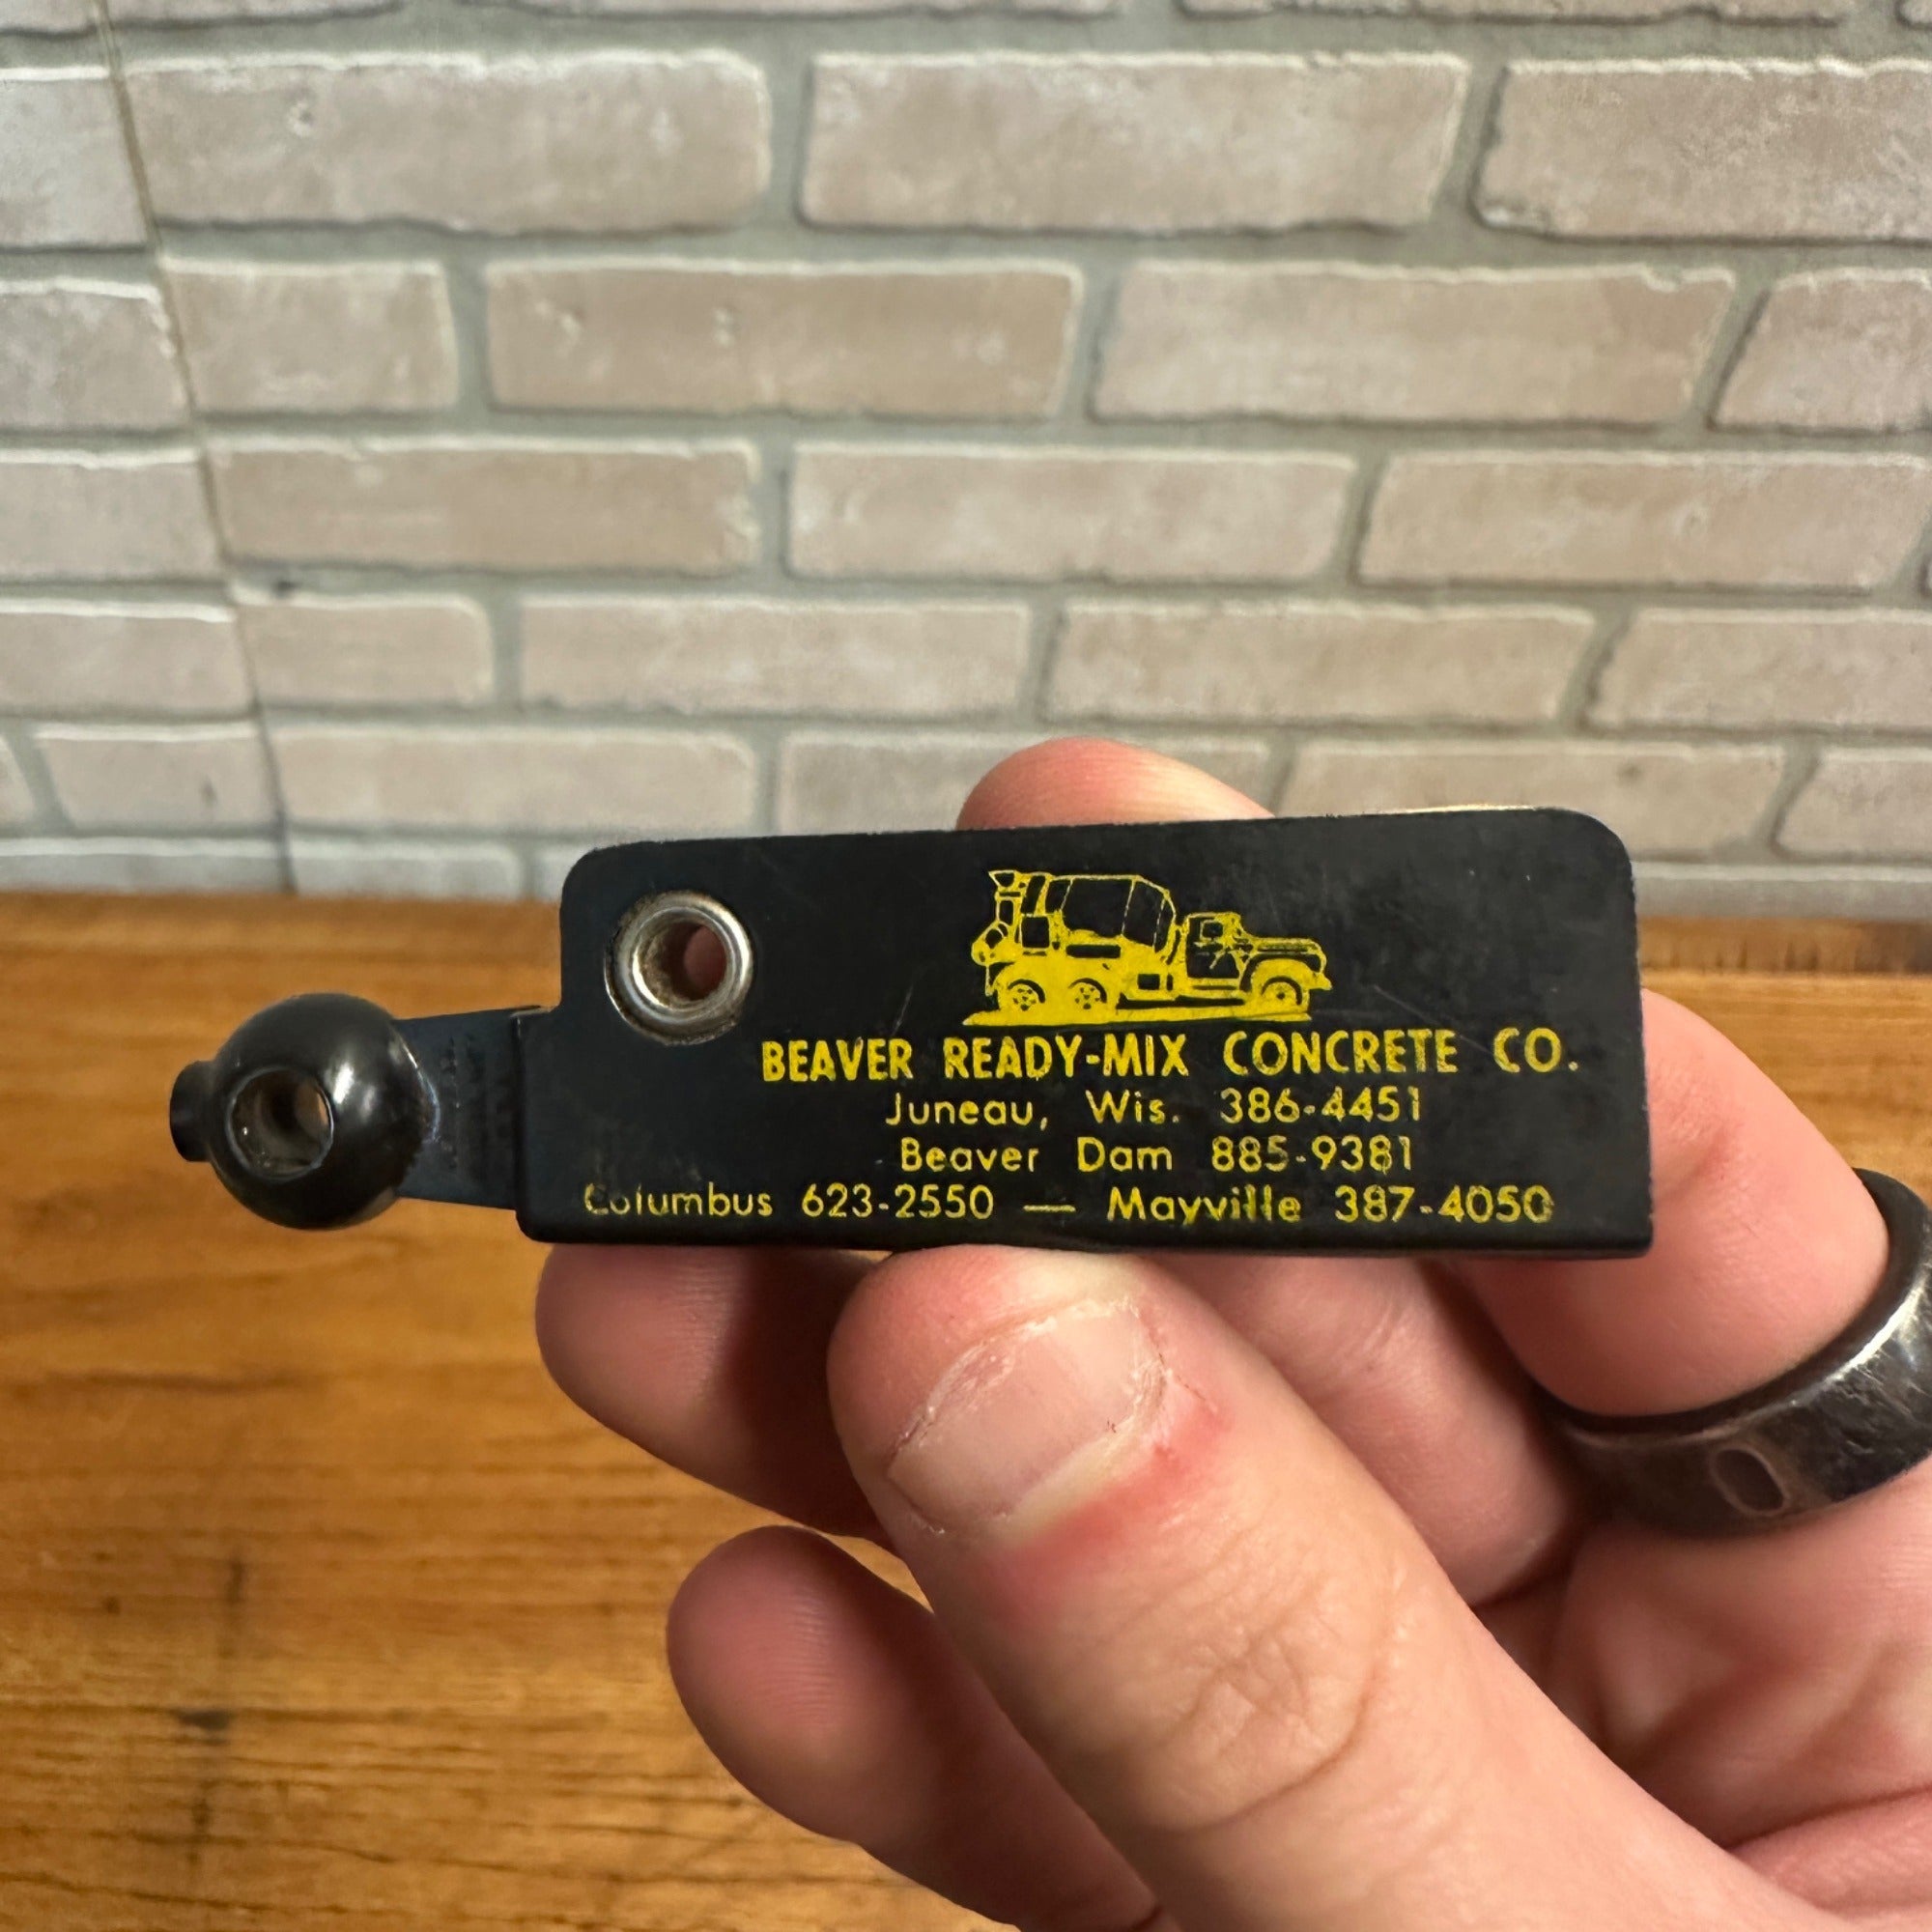 BEAVER READY-MIX CONCRETE CO.
Juneau, Wis. 386-4451
Beaver Dam 885-9381
Columbus 623-2550 — Mayville 387-4050